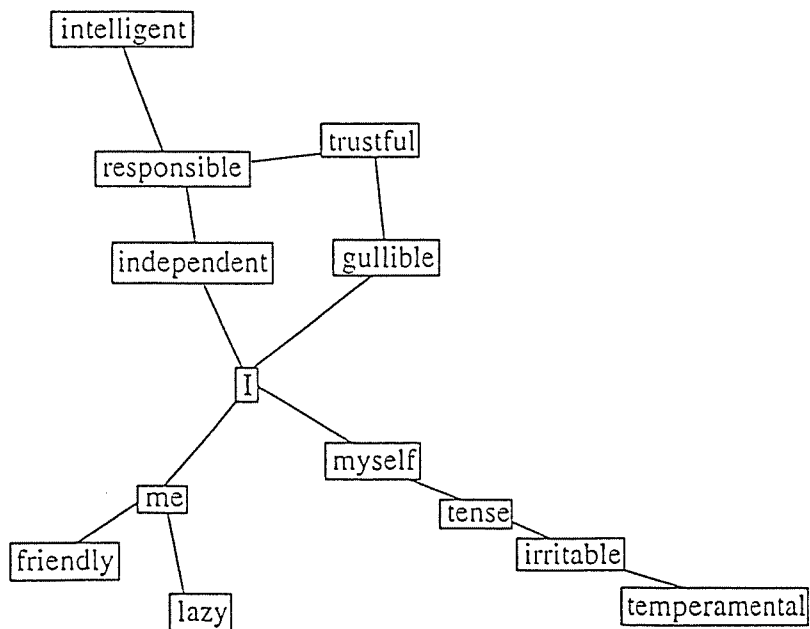 intelligent
trustful
responsible
independent
gullible
I
myself
me
tense
irritable
friendly
temperamental
lazy